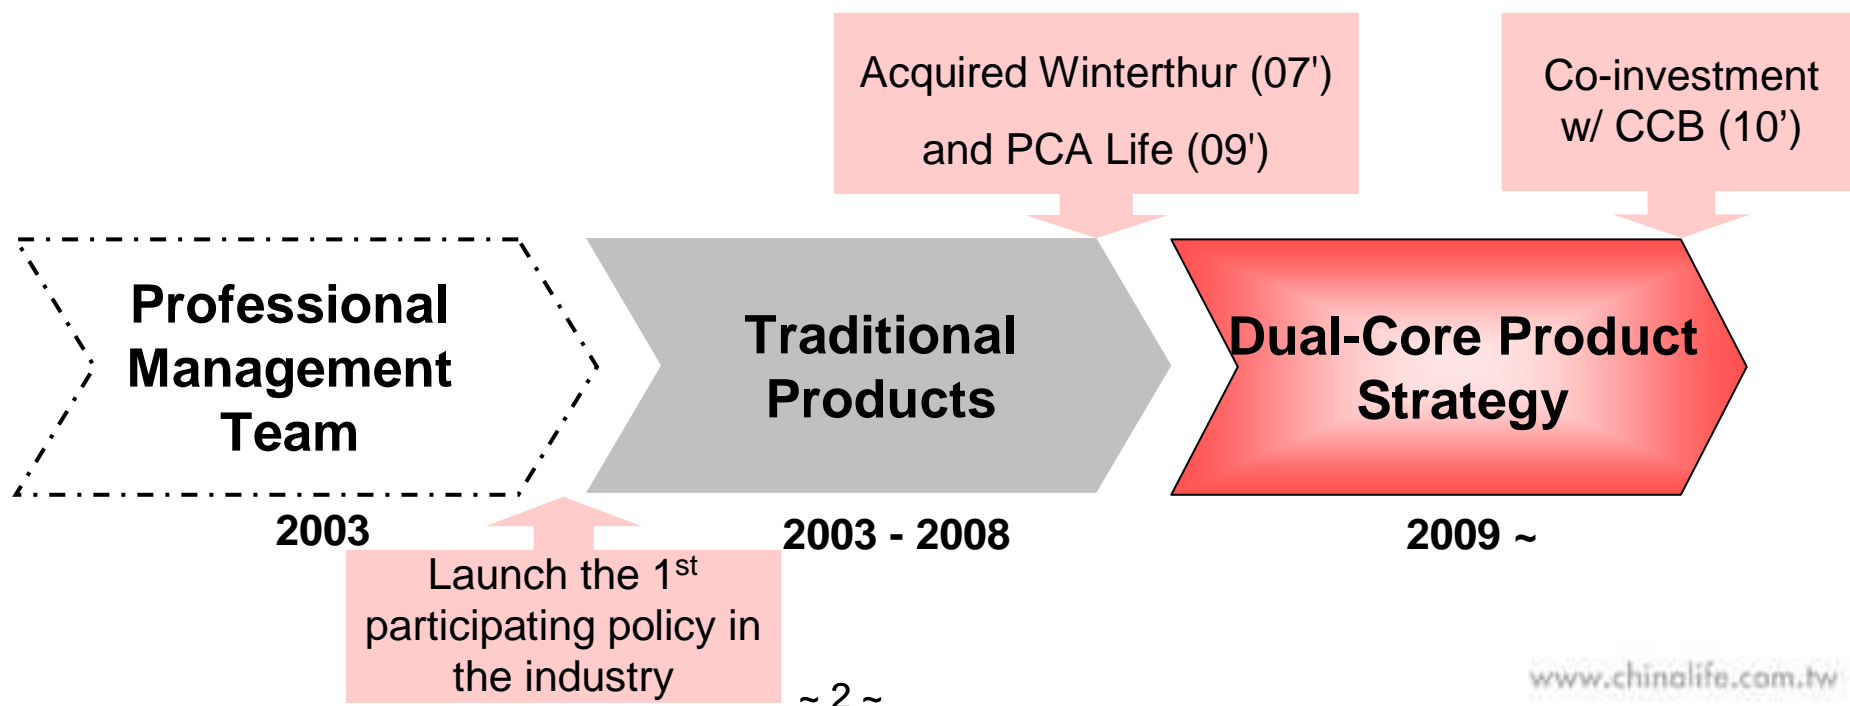 Acquired Winterthur (07')
and PCA Life (09')
Co-investment
w/ CCB (10’)
Professional
Management
Team
Traditional
Products
Dual-Core Product
Strategy
2003
2003 - 2008
2009 ~
Launch the 1st
participating policy in
the industry
~ 2 ~
www.chinalife.com.tw